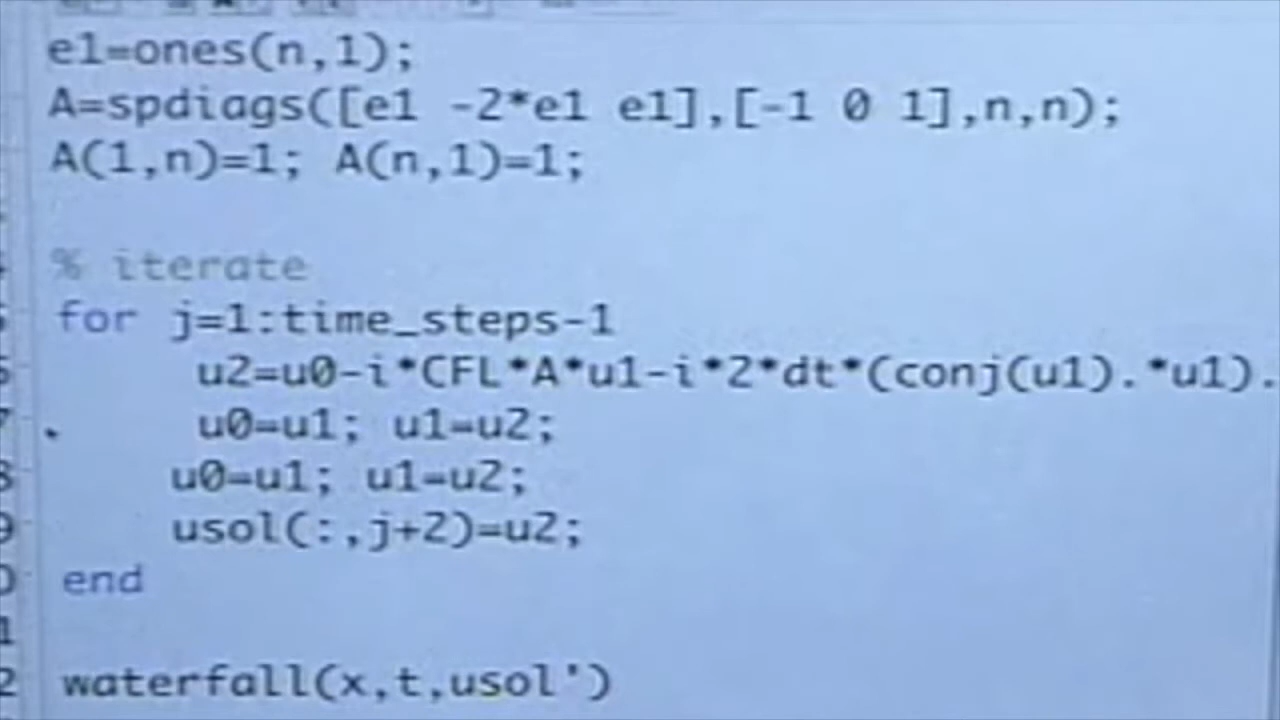 e1=ones(n,1);
A=spdiags([e1 -2*e1 e1],[-1 0 1],n,n);
A(1,n)=1; A(n,1)=1;
% iterate
for j=1:time_steps-1
u2=u0-i*CFL*A*u1-i*2*dt*(conj(u1).*u1).
u0=u1; u1=u2;
u0=u1; u1=u2;
usol(:,j+2)=u2;
end
waterfall(x,t,usol')